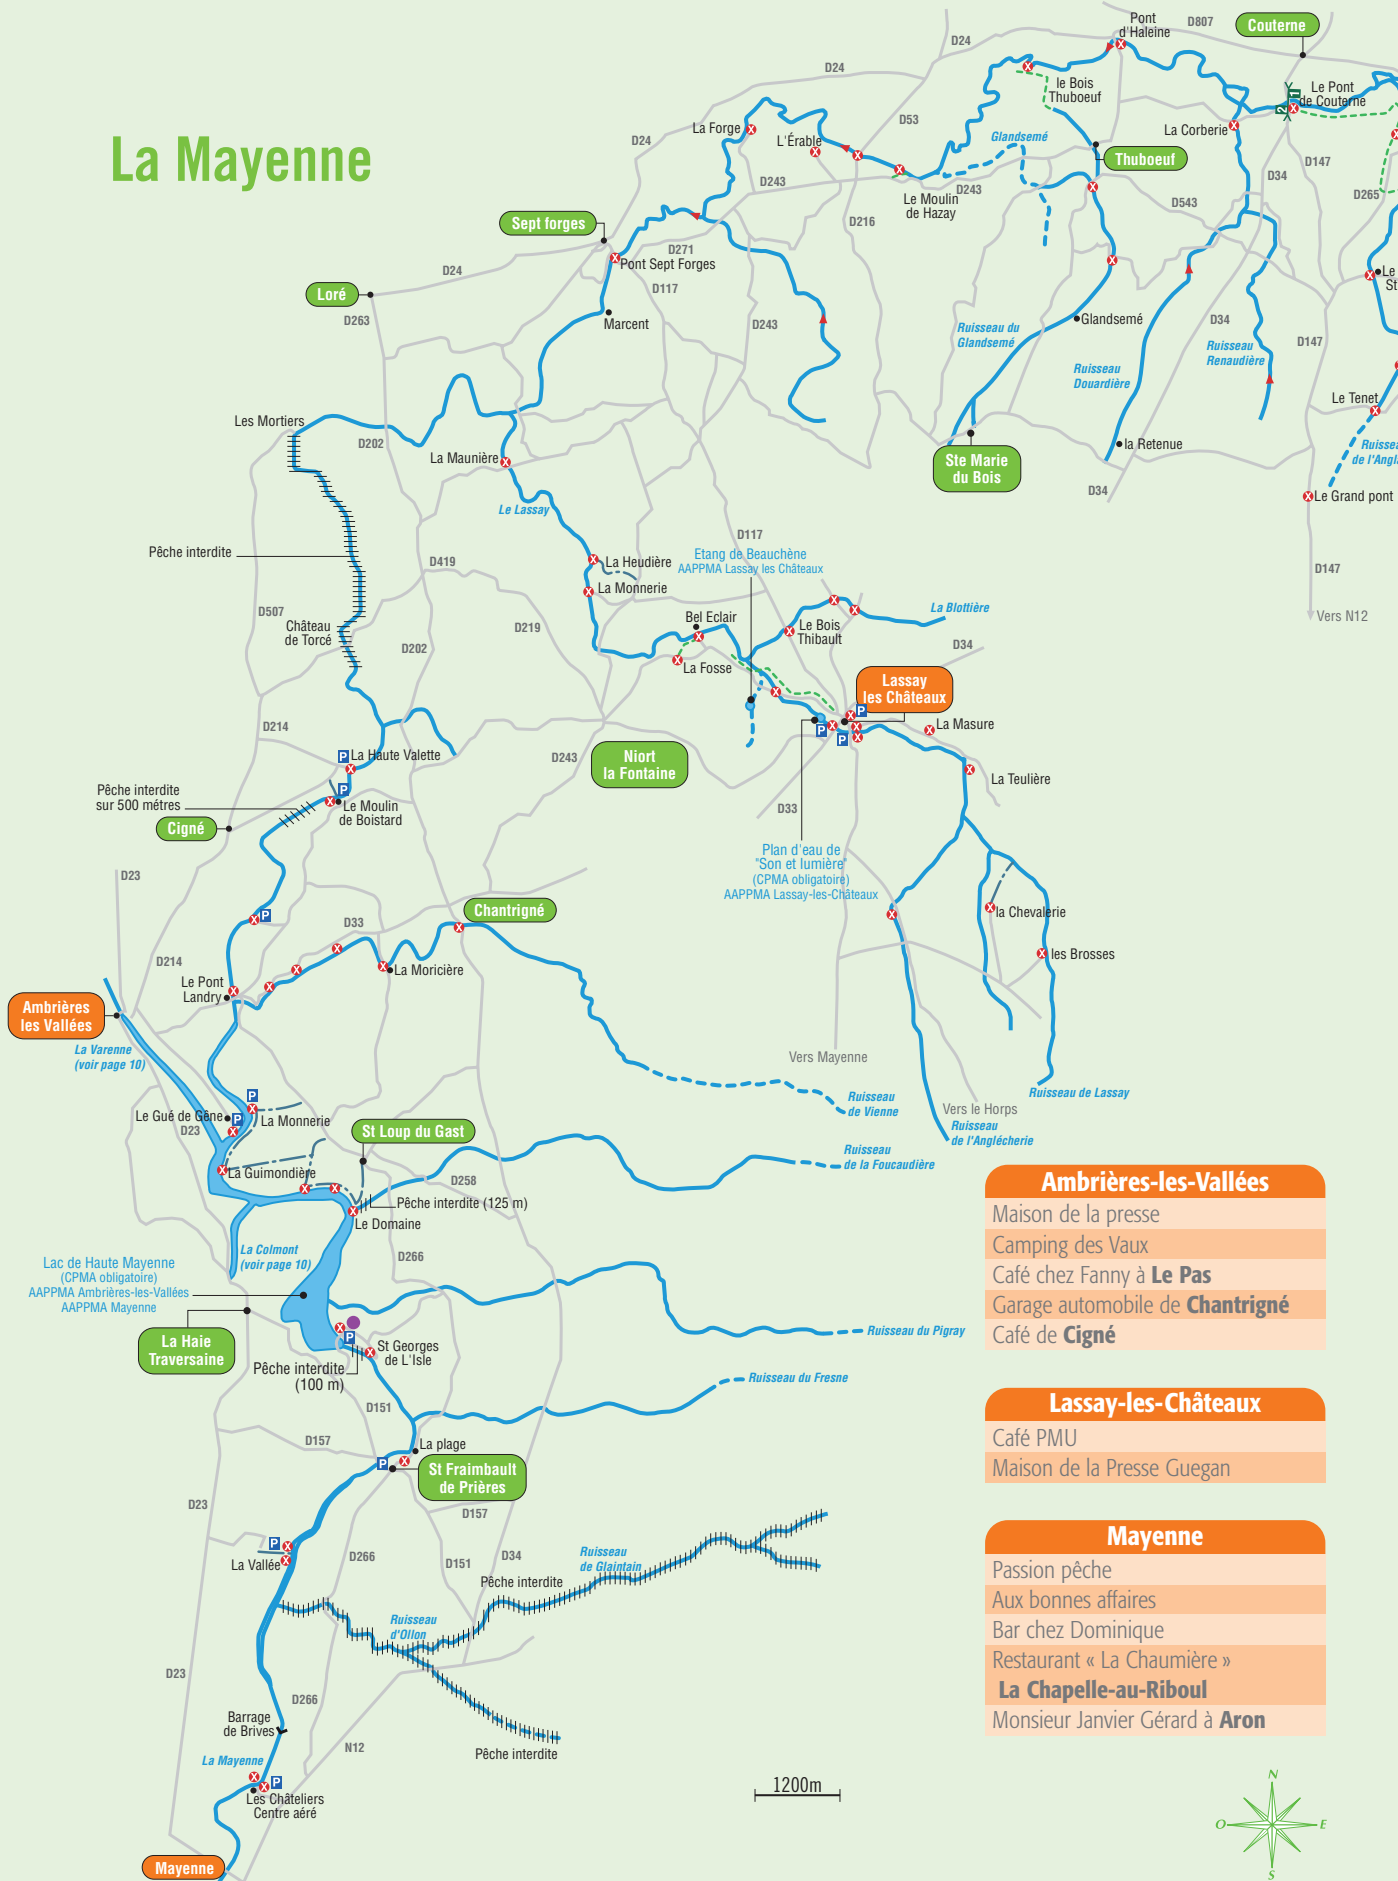 La Mayenne
Pont
d'Haleine
D807
Couterne
D24
D24
le Bois
Thuboeuf
Le Pont
de Couterne
1
2
La Forge
L'Érable
D53
Glandsemé
La Corberie
D24
Thuboeuf
D147
D34
D243
D243
Le Moulin
de Hazay
D543
D265
Sept forges
D216
D271
Pont Sept Forges
D24
Loré
D117
D263
Marcent
D243
Ruisseau du
Glandsemé
Glandsemé
D34
Ruisseau
Renaudière
D147
Le
St
Ruisseau
Douardière
Le Tenet
Les Mortiers
D202
La Maunière
la Retenue
Ruissea
de l'Angl
Ste Marie
du Bois
D34
Le Grand pont
Le Lassay
D117
Pêche interdite
Etang de Beauchène
AAPPMA Lassay les Châteaux
D419
La Heudière
La Monnerie
D147
Vers N12
D507
Château
de Torcé
D219
D202
Bel Eclair
Le Bois
Thibault
La Blottière
D34
La Fosse
Lassay
les Châteaux
P
La Masure
P
P
D214
P
La Haute Valette
D243
Niort
la Fontaine
La Teulière
Pêche interdite
sur 500 métres
P
Le Moulin
de Boistard
Cigné
D33
Plan d'eau de
"Son et lumière"
(CPMA obligatoire)
AAPPMA Lassay-les-Châteaux
D23
P
D33
Chantrigné
la Chevalerie
les Brosses
D214
La Moricière
Le Pont
Landry
Ambrières
les Vallées
La Varenne
(voir page 10)
Vers Mayenne
Ruisseau de Lassay
Ruisseau
de Vienne
Vers le Horps
Ruisseau
de l'Anglécherie
P
Le Gué de Gêne
P
La Monnerie
D23
St Loup du Gast
Ruisseau
de la Foucaudière
La Guimondière
D258
Pêche interdite (125 m)
Le Domaine
La Colmont
(voir page 10)
D266
Lac de Haute Mayenne
(CPMA obligatoire)
AAPPMA Ambrières-les-Vallées
AAPPMA Mayenne
La Haie
Traversaine
P
St Georges
de L'Isle
Pêche interdite
(100 m)
Ruisseau du Pigray
Ruisseau du Fresne
D151
D157
La plage
P
St Fraimbault
de Prières
D23
D157
P
La Vallée
D266
D151
D34
Ruisseau
de Glaintain
Pêche interdite
Ruisseau
d'Ollon
D23
D266
Barrage
de Brives
N12
Pêche interdite
La Mayenne
P
Les Châteliers
Centre aéré
Mayenne
1200m
Ambrières-les-Vallées
Maison de la presse
Camping des Vaux
Café chez Fanny à Le Pas
Garage automobile de Chantrigné
Café de Cigné
Lassay-les-Châteaux
Café PMU
Maison de la Presse Guegan
Mayenne
Passion pêche
Aux bonnes affaires
Bar chez Dominique
Restaurant « La Chaumière »
La Chapelle-au-Riboul
Monsieur Janvier Gérard à Aron
N
O
E
S